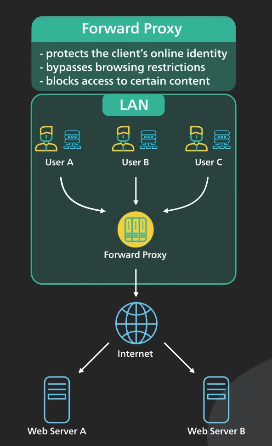 Forward Proxy
- protects the client's online identity
- bypasses browsing restrictions
- blocks access to certain content
LAN
User A
User B
User C
Forward Proxy
Internet
Web Server A
Web Server B